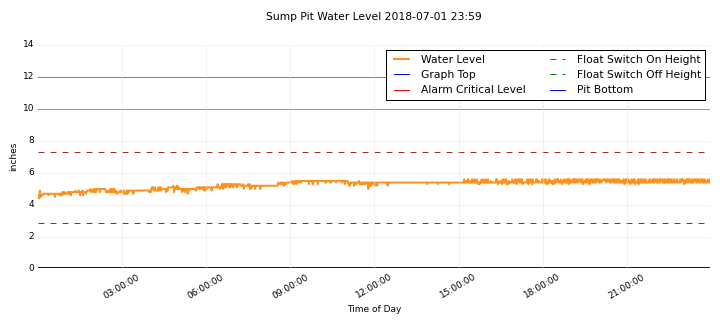 Sump Pit Water Level 2018-07-01 23:59
14
12
10
8
6
4
2
0
inches
Water Level
Graph Top
Alarm Critical Level
Float Switch On Height
Float Switch Off Height
Pit Bottom
03:00:00
06:00:00
09:00:00
12:00:00
15:00:00
18:00:00
21:00:00
Time of Day